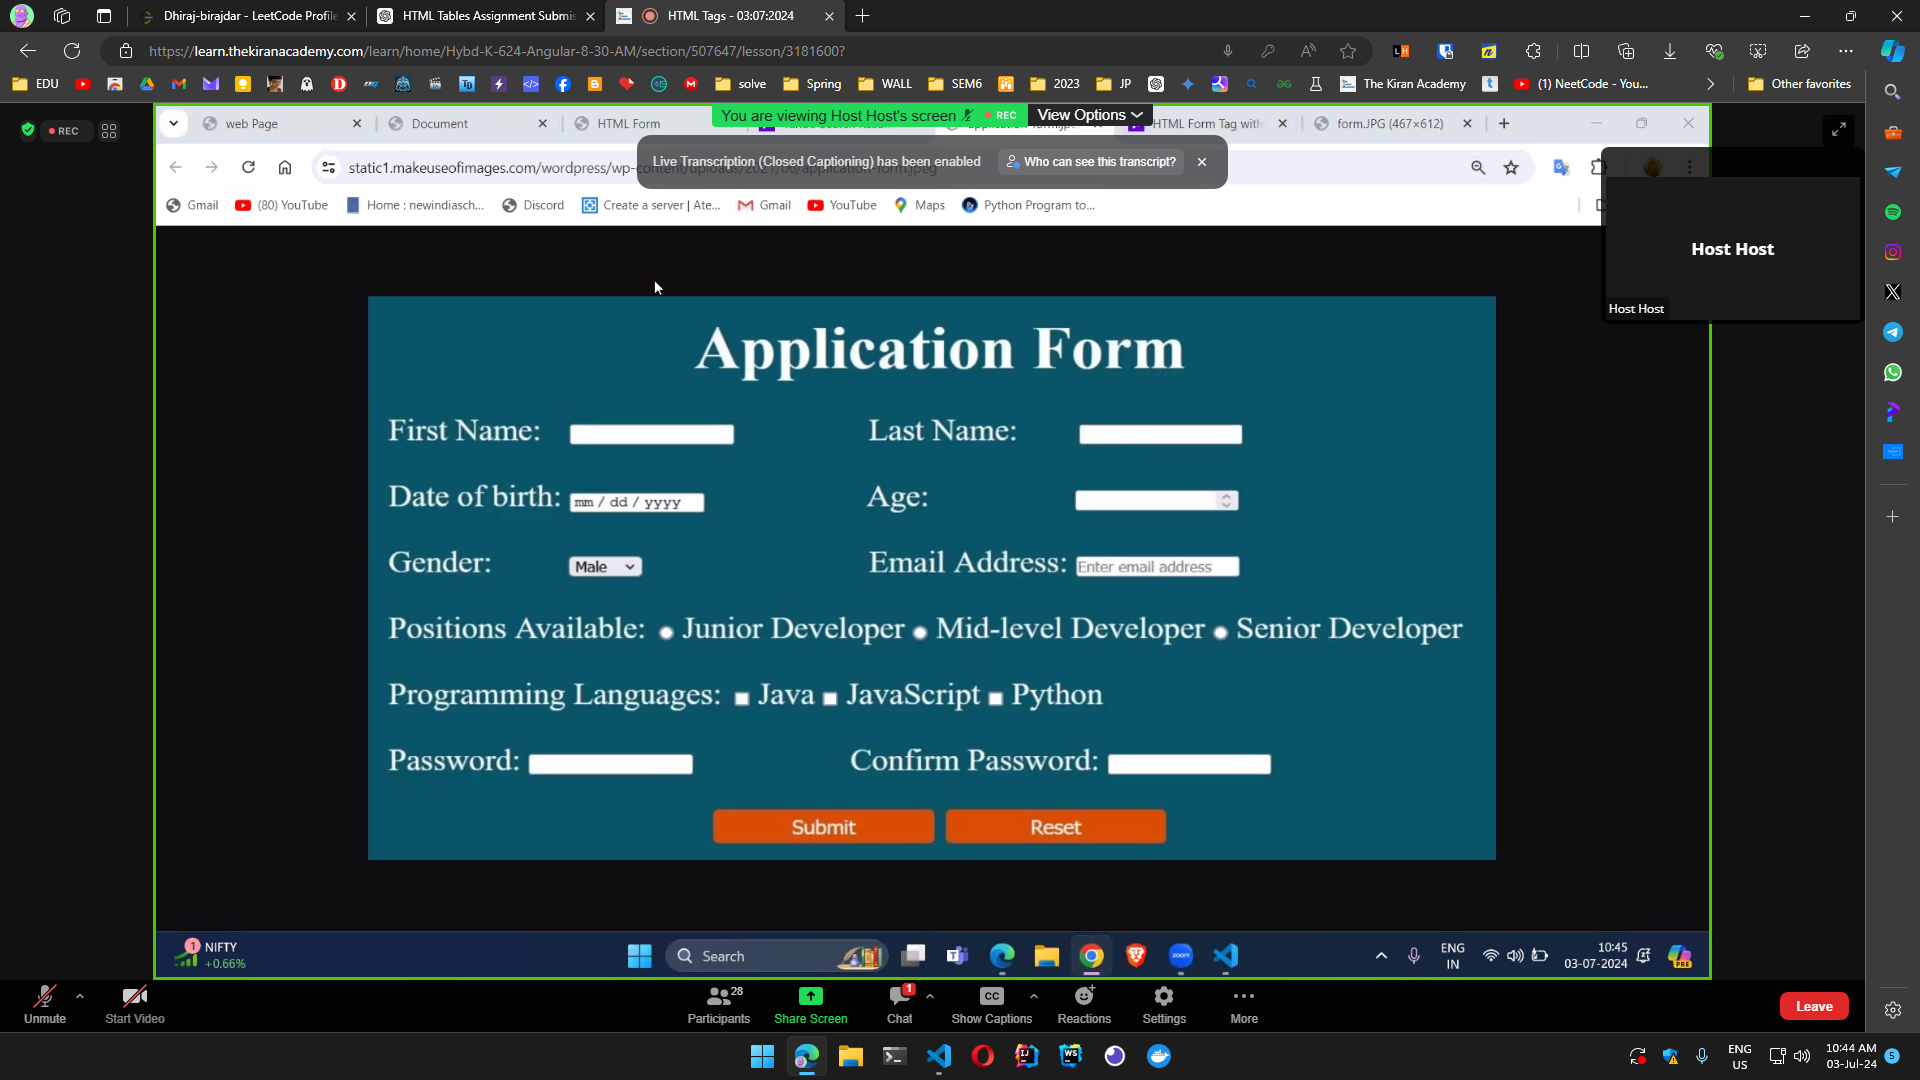 Dhiraj-birajdar - LeetCode Profile
HTML Tables Assignment Submis
HTML Tags - 03:07:2024
https://learn.thekiranacademy.com/learn/home/Hybd-K-624-Angular-8-30-AM/section/507647/lesson/3181600?
EDU
solve
Spring
WALL
SEM6
2023
JP
The Kiran Academy
(1) NeetCode - You...
Other favorites
You are viewing Host Host's screen
REC
View Options
REC
web Page
Document
HTML Form
HTML Form Tag with
form.JPG (467×612)
Live Transcription (Closed Captioning) has been enabled
Who can see this transcript?
static1.makeuseofimages.com/wordpress/wp-content/uploads/2021/06/application-form.jpeg
Gmail
(80) YouTube
Home : newindiasch...
Discord
Create a server | Ate...
Gmail
YouTube
Maps
Python Program to...
Host Host
Host Host
Application Form
First Name:
Last Name:
Date of birth: mm / dd / yyyy
Age:
Gender: Male
Email Address: Enter email address
Positions Available: Junior Developer Mid-level Developer Senior Developer
Programming Languages: Java JavaScript Python
Password:
Confirm Password:
Submit
Reset
1
NIFTY
+0.66%
Search
zoom
ENG
IN
10:45
03-07-2024
PRE
Unmute
Start Video
28
Participants
Share Screen
1
Chat
CC
Show Captions
Reactions
Settings
More
Leave
ENG
US
10:44 AM
03-Jul-24
5